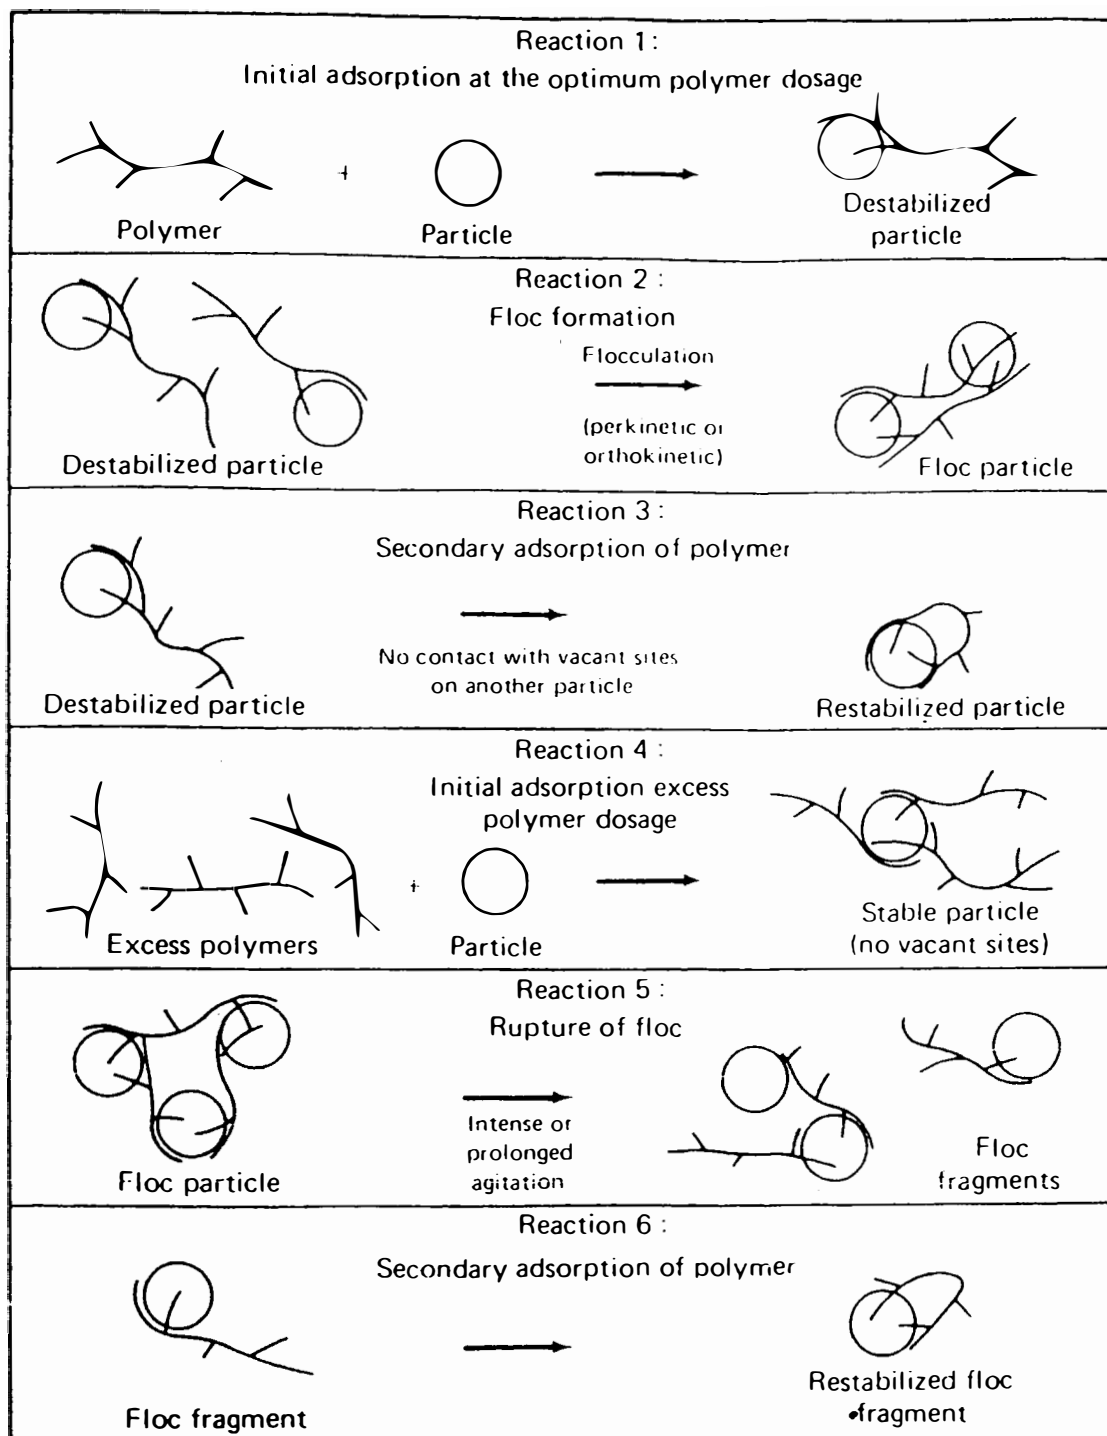 Reaction 1:
Initial adsorption at the optimum polymer dosage
+
Polymer
Particle
Destabilized
particle
Reaction 2:
Floc formation
Flocculation
(perkinetic or
orthokinetic)
Destabilized particle
Floc particle
Reaction 3:
Secondary adsorption of polymer
No contact with vacant sites
on another particle
Destabilized particle
Restabilized particle
Reaction 4:
Initial adsorption excess
polymer dosage
+
Excess polymers
Particle
Stable particle
(no vacant sites)
Reaction 5:
Rupture of floc
Intense or
prolonged
agitation
Floc particle
Floc
fragments
Reaction 6:
Secondary adsorption of polymer
Floc fragment
Restabilized floc
fragment